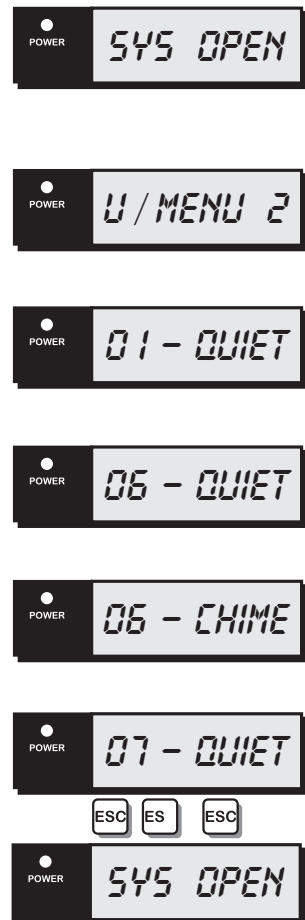 POWER SYS OPEN
POWER U/MENU 2
POWER 01 - QUIET
POWER 06 - QUIET
POWER 06 - CHIME
POWER 07 - QUIET
ESC ES ESC
POWER SYS OPEN